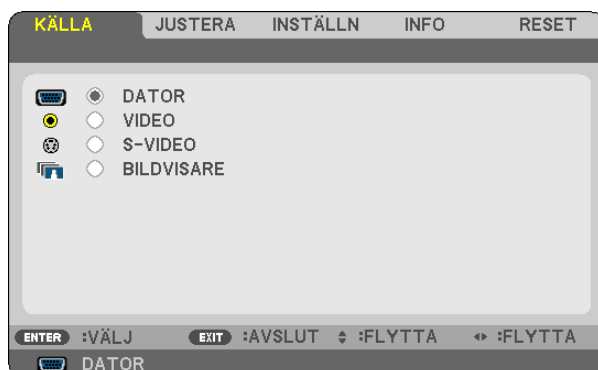 KÄLLA JUSTERA INSTÄLLN INFO RESET
DATOR
VIDEO
S-VIDEO
BILDVISARE
ENTER :VÄLJ EXIT :AVSLUT :FLYTTA :FLYTTA
DATOR